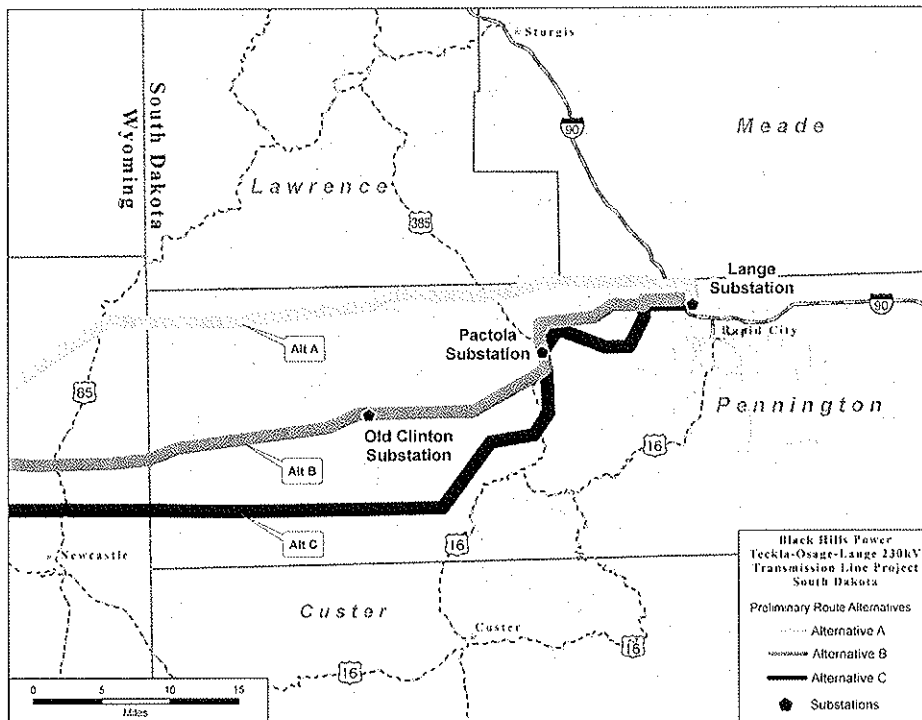 Sturgis
South Dakota
Wyoming
90
Meade
Lawrence
385
Lange
Substation
90
Rapid City
Alt A
Pactola
Substation
85
Pennington
Old Clinton
Substation
16
Alt B
Alt C
16
Newcastle
Custer
Custer
16
16
Black Hills Power
Teckla-Osage-Lange 230kV
Transmission Line Project
South Dakota
Preliminary Route Alternatives
Alternative A
Alternative B
Alternative C
Substations
0 5 10 15
Miles